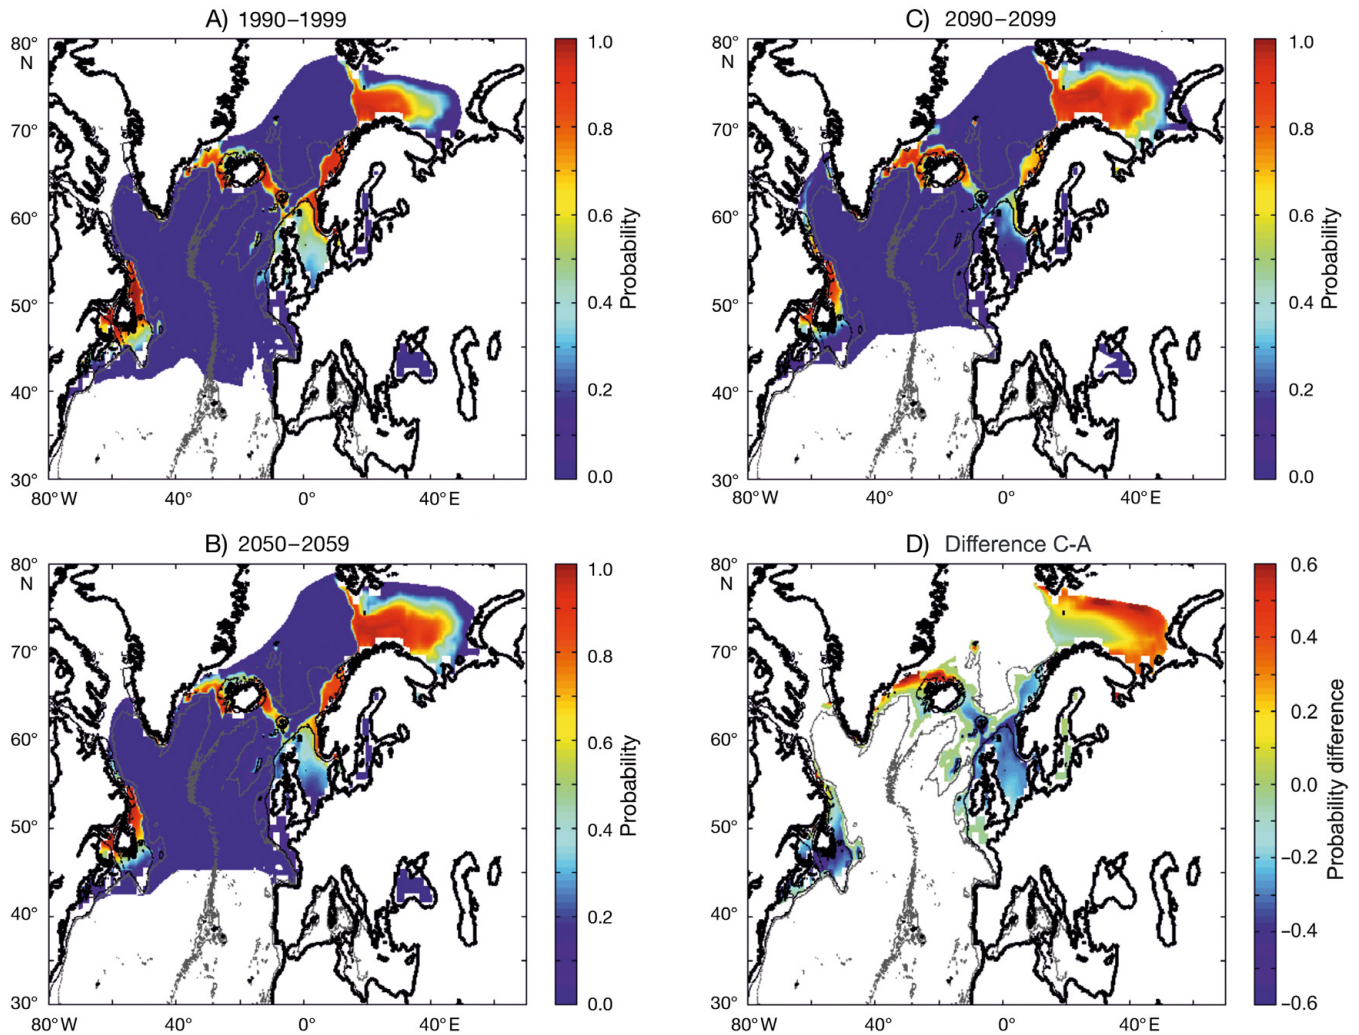 A) 1990–1999
80°
N
70°
60°
50°
40°
30°
80° W
40°
0°
40° E
1.0
0.8
0.6
0.4
0.2
0.0
Probability
C) 2090–2099
80°
N
70°
60°
50°
40°
30°
80° W
40°
0°
40° E
1.0
0.8
0.6
0.4
0.2
0.0
Probability
B) 2050–2059
80°
N
70°
60°
50°
40°
30°
80° W
40°
0°
40° E
1.0
0.8
0.6
0.4
0.2
0.0
Probability
D) Difference C-A
80°
N
70°
60°
50°
40°
30°
80° W
40°
0°
40° E
0.6
0.4
0.2
0.0
–0.2
–0.4
–0.6
Probability difference